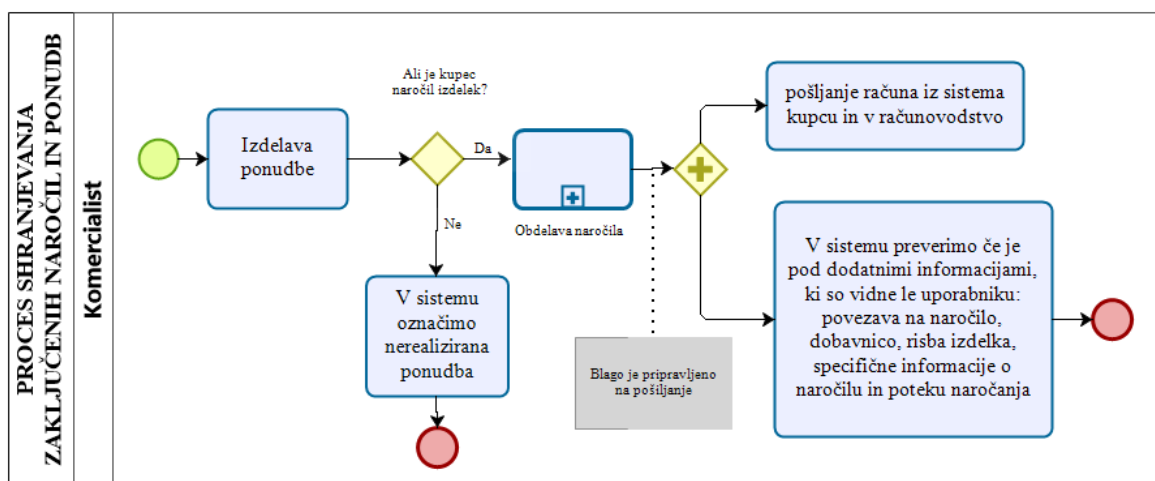 PROCES SHRANJEVANJA
ZAKLJUČENIH NAROČIL IN PONUDB
Komercialist
Izdelava
ponudbe
Ali je kupec
naročil izdelek?
Da
Ne
Obdelava naročila
V sistemu
označimo
nerealizirana
ponudba
Blago je pripravljeno
na pošiljanje
pošljanje računa iz sistema
kupcu in v računovodstvo
V sistemu preverimo če je
pod dodatnimi informacijami,
ki so vidne le uporabniku:
povezava na naročilo,
dobavnico, risba izdelka,
specifične informacije o
naročilu in poteku naročanja